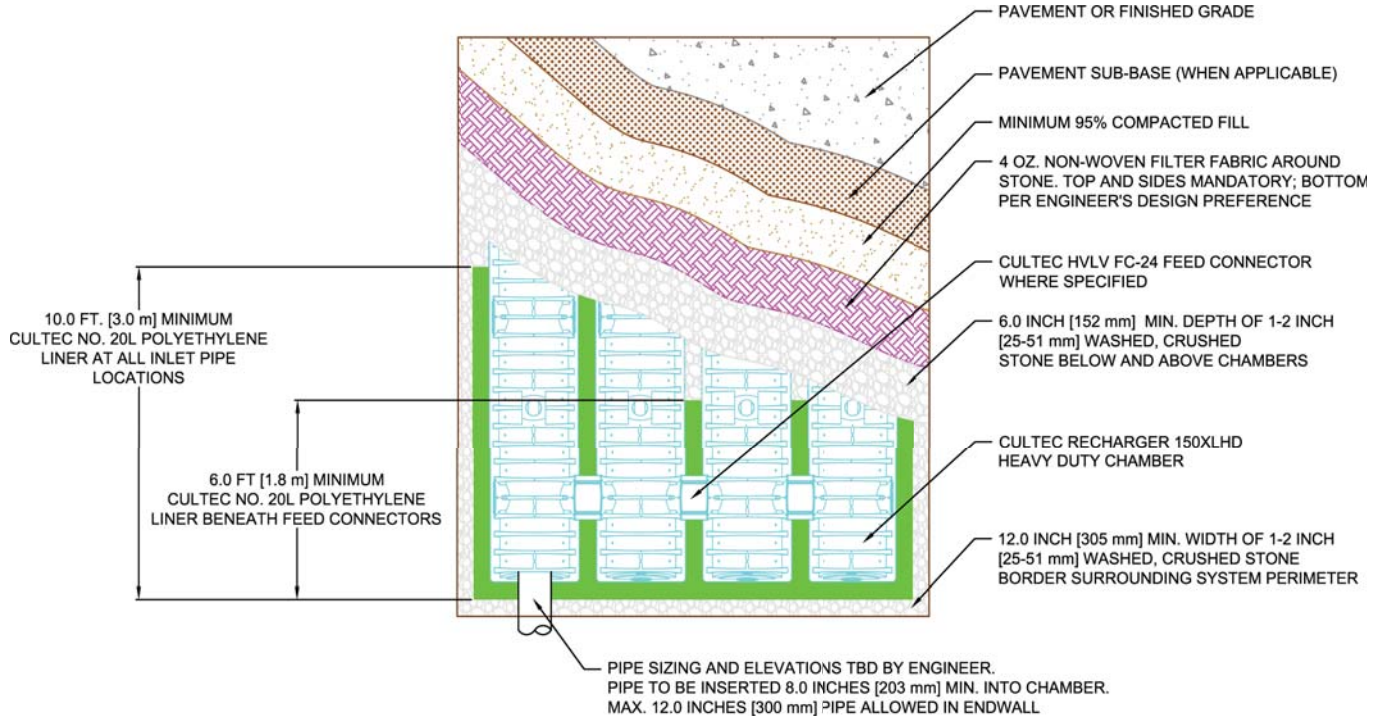 PAVEMENT OR FINISHED GRADE
PAVEMENT SUB-BASE (WHEN APPLICABLE)
MINIMUM 95% COMPACTED FILL
4 OZ. NON-WOVEN FILTER FABRIC AROUND
STONE. TOP AND SIDES MANDATORY; BOTTOM
PER ENGINEER'S DESIGN PREFERENCE
CULTEC HVLV FC-24 FEED CONNECTOR
WHERE SPECIFIED
6.0 INCH [152 mm] MIN. DEPTH OF 1-2 INCH
[25-51 mm] WASHED, CRUSHED
STONE BELOW AND ABOVE CHAMBERS
CULTEC RECHARGER 150XLHD
HEAVY DUTY CHAMBER
12.0 INCH [305 mm] MIN. WIDTH OF 1-2 INCH
[25-51 mm] WASHED, CRUSHED STONE
BORDER SURROUNDING SYSTEM PERIMETER
10.0 FT. [3.0 m] MINIMUM
CULTEC NO. 20L POLYETHYLENE
LINER AT ALL INLET PIPE
LOCATIONS
6.0 FT [1.8 m] MINIMUM
CULTEC NO. 20L POLYETHYLENE
LINER BENEATH FEED CONNECTORS
PIPE SIZING AND ELEVATIONS TBD BY ENGINEER.
PIPE TO BE INSERTED 8.0 INCHES [203 mm] MIN. INTO CHAMBER.
MAX. 12.0 INCHES [300 mm] PIPE ALLOWED IN ENDWALL